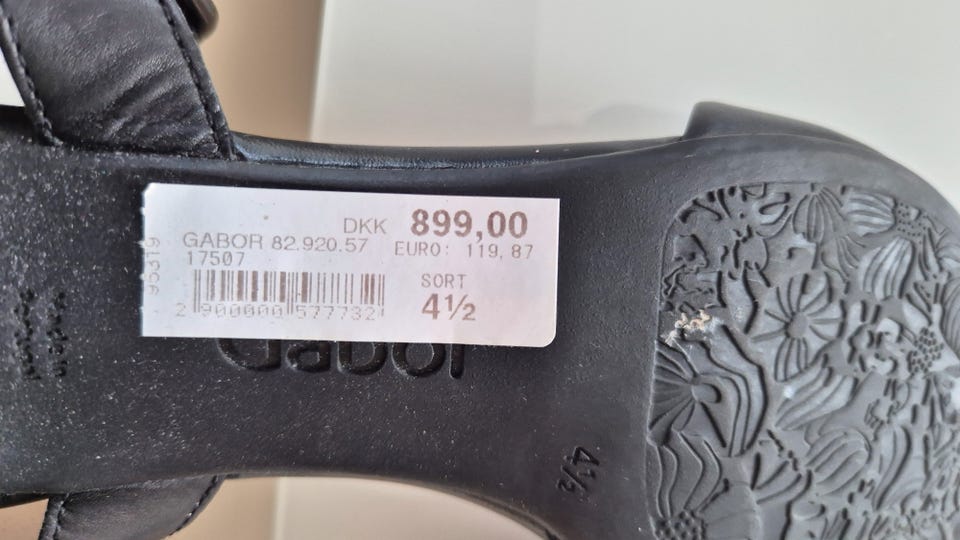 DKK 899,00
GABOR 82.920.57 EURO: 119,87
17507
SORT
4½
2 900000 577732
95319
Gabor
4½